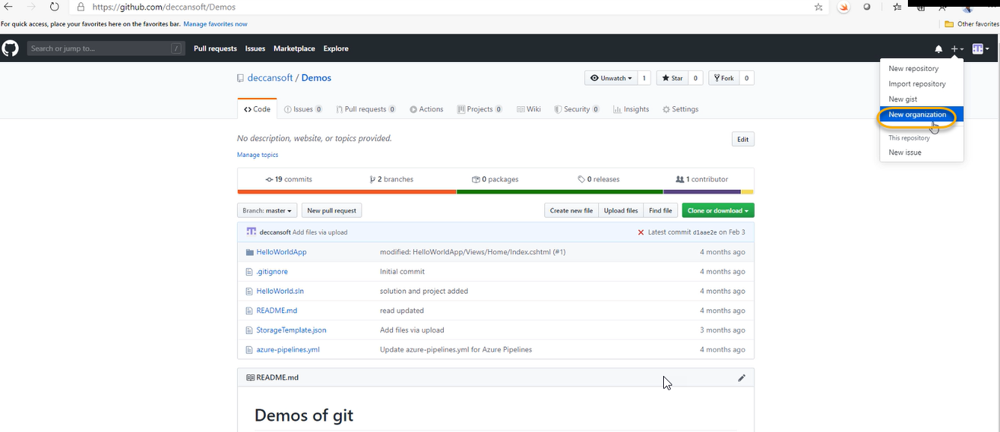 https://github.com/deccansoft/Demos
For quick access, place your favorites here on the favorites bar. Manage favorites now
Other favorites
Search or jump to... /
Pull requests Issues Marketplace Explore
New repository
Import repository
New gist
New organization
This repository
New issue
deccansoft / Demos
Unwatch 1 Star 0 Fork 0
Code Issues 0 Pull requests 0 Actions Projects 0 Wiki Security 0 Insights Settings
No description, website, or topics provided. Edit
Manage topics
19 commits 2 branches 0 packages 0 releases 1 contributor
Branch: master New pull request Create new file Upload files Find file Clone or download
deccansoft Add files via upload Latest commit d1aae2e on Feb 3
HelloWorldApp modified: HelloWorldApp/Views/Home/Index.cshtml (#1) 4 months ago
.gitignore Initial commit 4 months ago
HelloWorld.sln solution and project added 4 months ago
README.md read updated 4 months ago
StorageTemplate.json Add files via upload 3 months ago
azure-pipelines.yml Update azure-pipelines.yml for Azure Pipelines 4 months ago
README.md
Demos of git